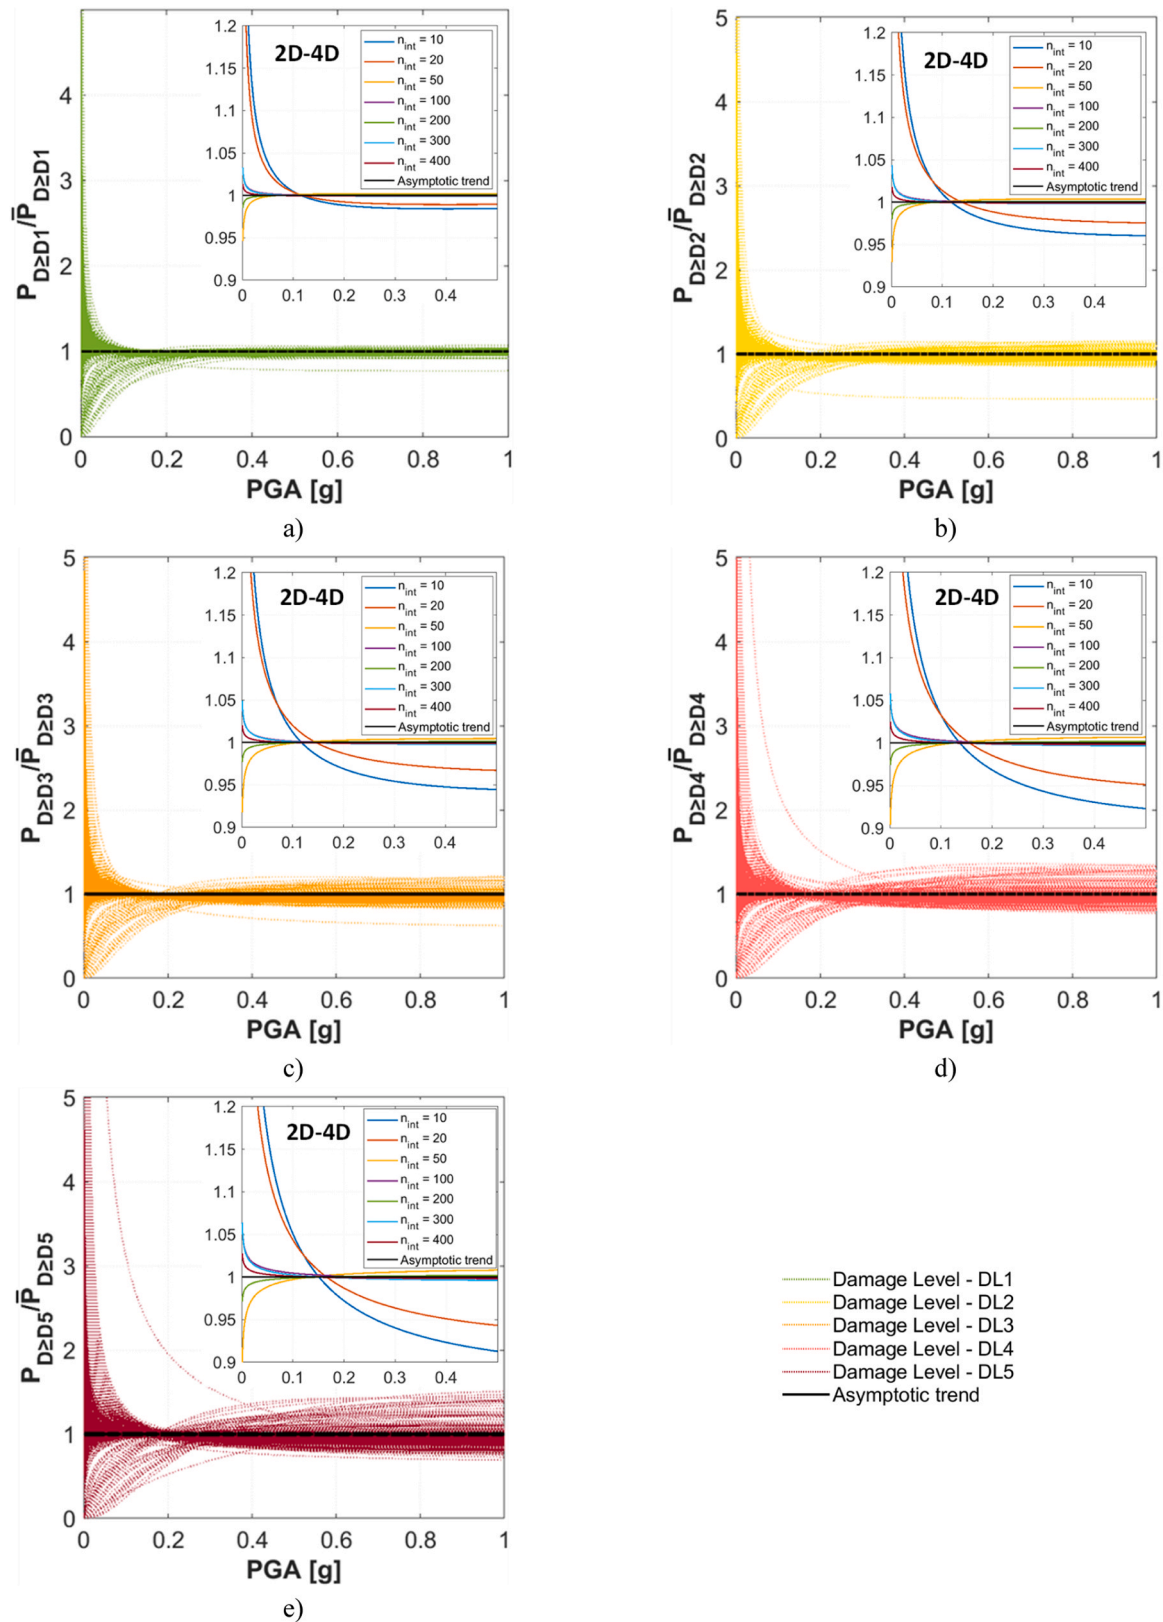 P_D≥D1/P̅_D≥D1
4
3
2
1
0
0 0.2 0.4 0.6 0.8 1
PGA [g]
2D-4D
1.2
1.1
1.05
1
0.95
0.9
0 0.1 0.2 0.3 0.4
n_int = 10
n_int = 20
n_int = 50
n_int = 100
n_int = 200
n_int = 300
n_int = 400
Asymptotic trend
a)
P_D≥D2/P̅_D≥D2
5
4
3
2
1
0
0 0.2 0.4 0.6 0.8 1
PGA [g]
2D-4D
1.2
1.15
1.1
1.05
1
0.95
0.9
0 0.1 0.2 0.3 0.4
n_int = 10
n_int = 20
n_int = 50
n_int = 100
n_int = 200
n_int = 300
n_int = 400
Asymptotic trend
b)
P_D≥D3/P̅_D≥D3
5
4
3
2
1
0
0 0.2 0.4 0.6 0.8 1
PGA [g]
2D-4D
1.2
1.15
1.1
1.05
1
0.95
0.9
0 0.1 0.2 0.3 0.4
n_int = 10
n_int = 20
n_int = 50
n_int = 100
n_int = 200
n_int = 300
n_int = 400
Asymptotic trend
c)
P_D≥D4/P̅_D≥D4
5
4
3
2
1
0
0 0.2 0.4 0.6 0.8 1
PGA [g]
2D-4D
1.2
1.15
1.1
1.05
1
0.95
0.9
0 0.1 0.2 0.3 0.4
n_int = 10
n_int = 20
n_int = 50
n_int = 100
n_int = 200
n_int = 300
n_int = 400
Asymptotic trend
d)
P_D≥D5/P̅_D≥D5
5
4
3
2
1
0
0 0.2 0.4 0.6 0.8 1
PGA [g]
2D-4D
1.2
1.15
1.1
1.05
1
0.95
0.9
0 0.1 0.2 0.3 0.4
n_int = 10
n_int = 20
n_int = 50
n_int = 100
n_int = 200
n_int = 300
n_int = 400
Asymptotic trend
e)
Damage Level - DL1
Damage Level - DL2
Damage Level - DL3
Damage Level - DL4
Damage Level - DL5
Asymptotic trend